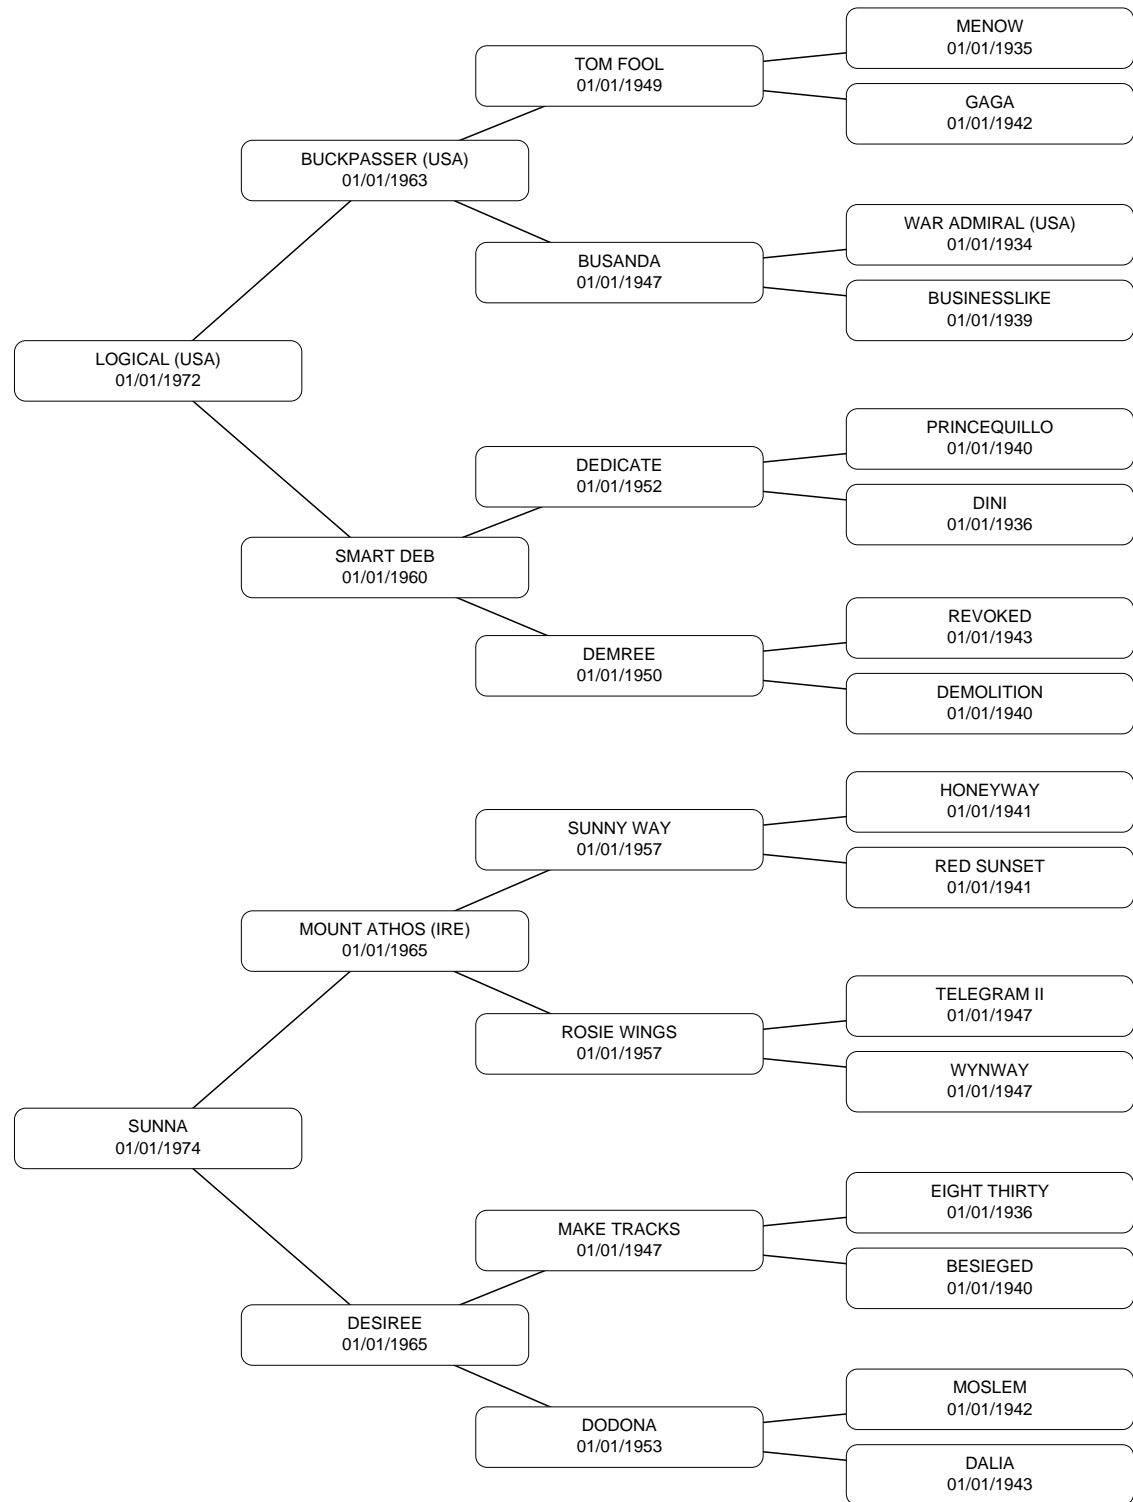 MENOW
01/01/1935
TOM FOOL
01/01/1949
GAGA
01/01/1942
BUCKPASSER (USA)
01/01/1963
WAR ADMIRAL (USA)
01/01/1934
BUSANDA
01/01/1947
BUSINESSLIKE
01/01/1939
LOGICAL (USA)
01/01/1972
PRINCEQUILLO
01/01/1940
DEDICATE
01/01/1952
DINI
01/01/1936
SMART DEB
01/01/1960
REVOKED
01/01/1943
DEMREE
01/01/1950
DEMOLITION
01/01/1940
HONEYWAY
01/01/1941
SUNNY WAY
01/01/1957
RED SUNSET
01/01/1941
MOUNT ATHOS (IRE)
01/01/1965
TELEGRAM II
01/01/1947
ROSIE WINGS
01/01/1957
WYNWAY
01/01/1947
SUNNA
01/01/1974
EIGHT THIRTY
01/01/1936
MAKE TRACKS
01/01/1947
BESIEGED
01/01/1940
DESIREE
01/01/1965
MOSLEM
01/01/1942
DODONA
01/01/1953
DALIA
01/01/1943